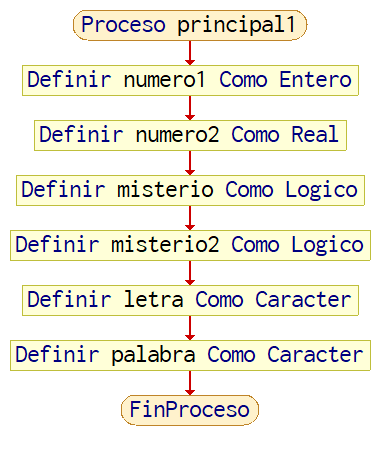 Proceso principal1
Definir numero1 Como Entero
Definir numero2 Como Real
Definir misterio Como Logico
Definir misterio2 Como Logico
Definir letra Como Caracter
Definir palabra Como Caracter
FinProceso